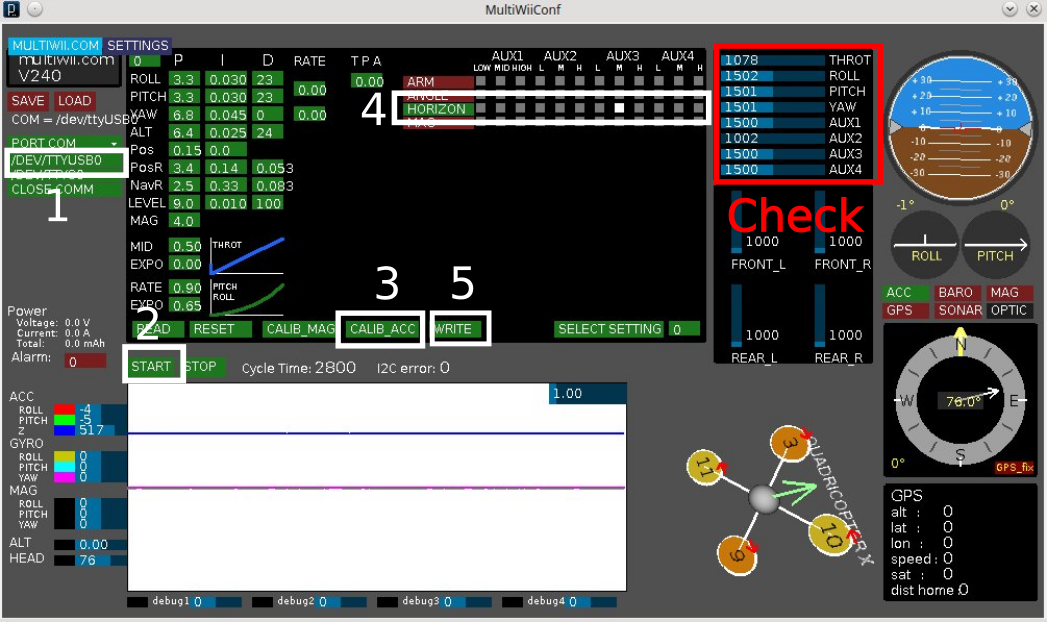 MultiWiiConf
MULTIWII.COM SETTINGS
multiwii.com
V240
SAVE LOAD
COM = /dev/ttyUSB0
PORT COM
/DEV/TTYUSB0
/DEV/TTYS0
CLOSE COMM
1
0 P I D RATE T P A
ROLL 3.3 0.030 23 0.00
PITCH 3.3 0.030 23 0.00
YAW 6.8 0.045 0 0.00
ALT 6.4 0.025 24
Pos 0.15 0.0
PosR 3.4 0.14 0.053
NavR 2.5 0.33 0.083
LEVEL 9.0 0.010 100
MAG 4.0
MID 0.50 THROT
EXPO 0.00
RATE 0.90 PITCH
EXPO 0.65 ROLL
AUX1 AUX2 AUX3 AUX4
LOW MID HIGH L M H L M H L M H
ARM
ANGLE
4 HORIZON
MAG
2 3 5
READ RESET CALIB_MAG CALIB_ACC WRITE SELECT SETTING 0
START STOP Cycle Time: 2800 I2C error: 0
1078 THROT
1502 ROLL
1501 PITCH
1501 YAW
1500 AUX1
1002 AUX2
1500 AUX3
1500 AUX4
Check
1000 1000
FRONT_L FRONT_R
1000 1000
REAR_L REAR_R
+30 +30
+20 +20
+10 +10
0 0
-10 -10
-20 -20
-30 -30
-1° 0°
ROLL PITCH
ACC BARO MAG
GPS SONAR OPTIC
N
W 76.0° E
S
0° GPS_fix
GPS
alt : 0
lat : 0
lon : 0
speed : 0
sat : 0
dist home : 0
Power
Voltage: 0.0 V
Current: 0.0 A
Total: 0.0 mAh
Alarm: 0
ACC
ROLL -4
PITCH -5
Z 517
GYRO
ROLL 0
PITCH 0
YAW 0
MAG
ROLL 0
PITCH 0
YAW 0
ALT 0.00
HEAD 76
1.00
debug1 0 debug2 0 debug3 0 debug4 0
3
11
10
9
QUADRICOPTER X